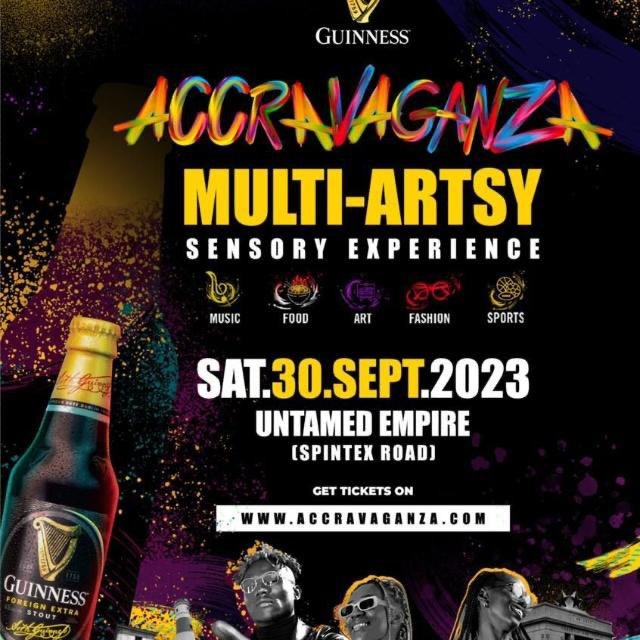 GUINNESS
ACCRAVAGANZA
MULTI-ARTSY
SENSORY EXPERIENCE
MUSIC FOOD ART FASHION SPORTS
SAT.30.SEPT.2023
UNTAMED EMPIRE
(SPINTEX ROAD)
GET TICKETS ON
WWW.ACCRAVAGANZA.COM
GUINNESS
FOREIGN EXTRA
STOUT